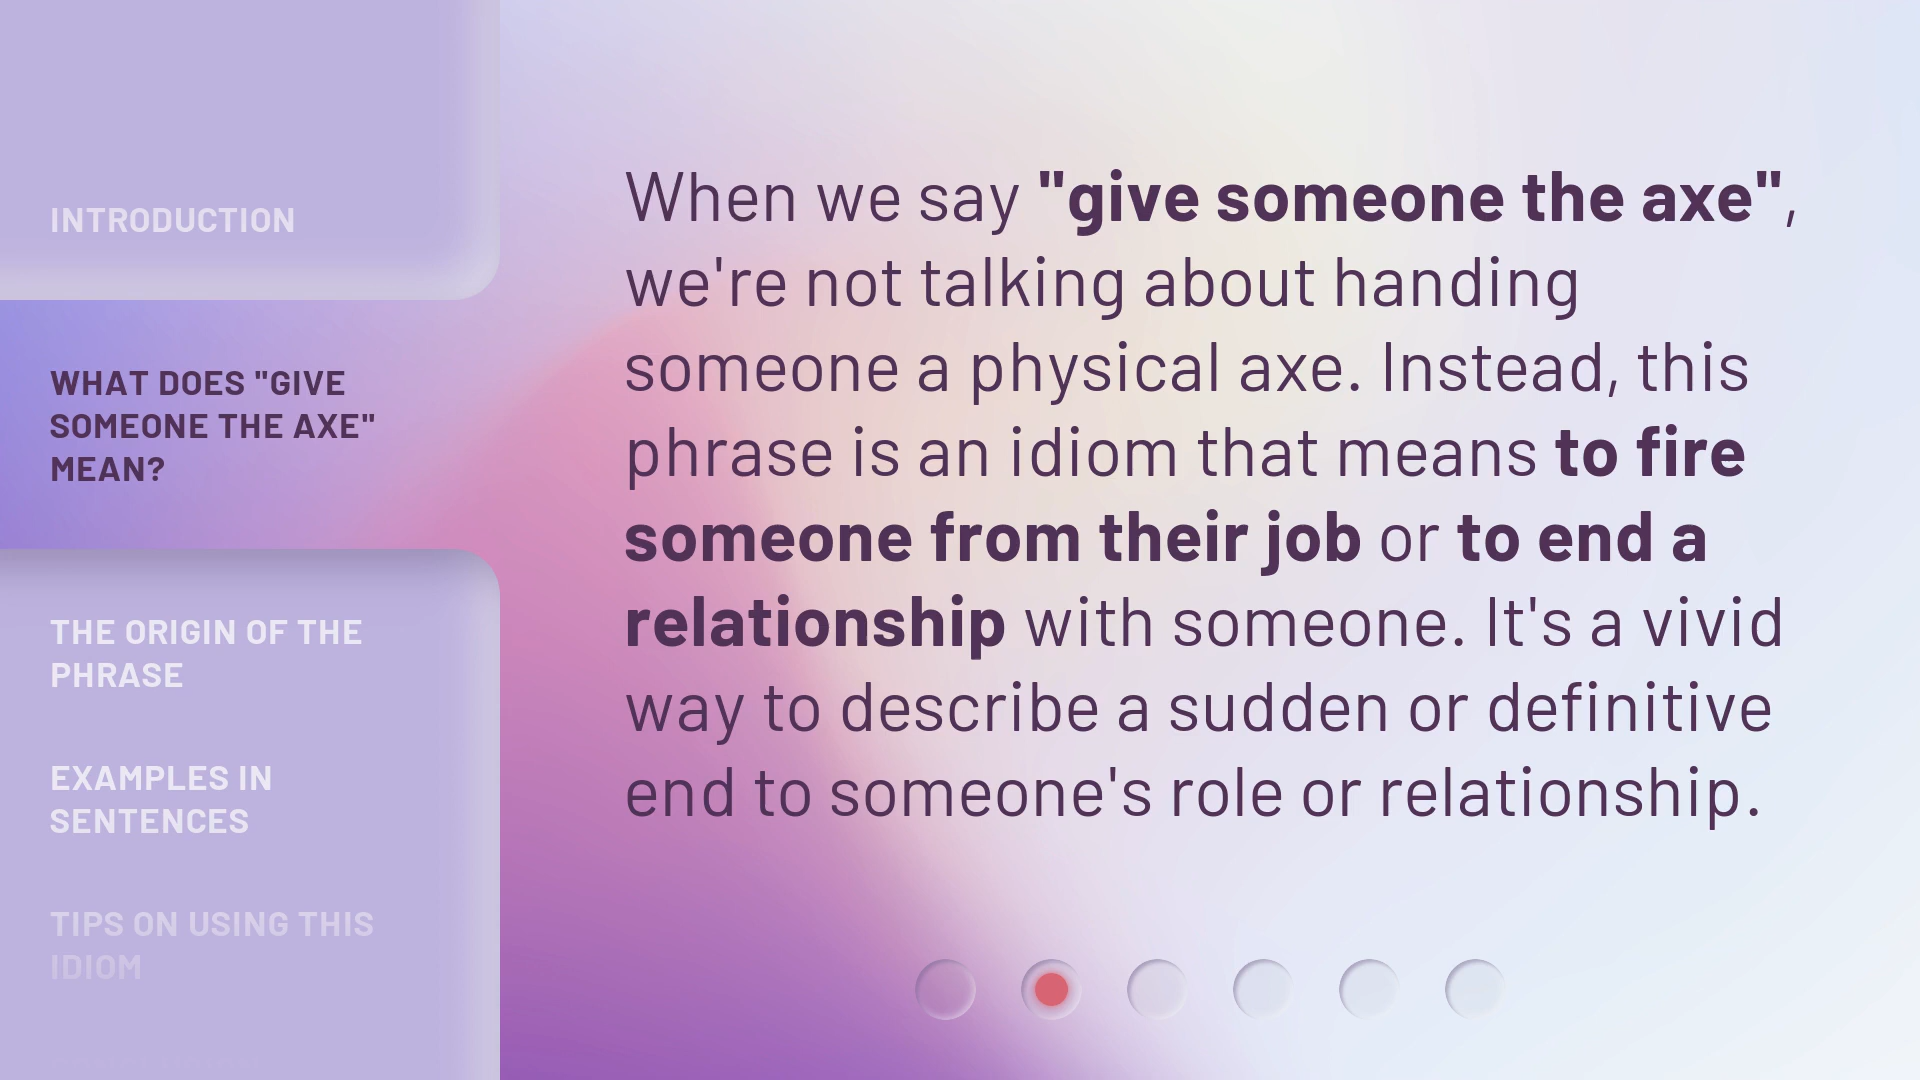 INTRODUCTION
WHAT DOES "GIVE
SOMEONE THE AXE"
MEAN?
THE ORIGIN OF THE
PHRASE
EXAMPLES IN
SENTENCES
TIPS ON USING THIS
IDIOM
When we say "give someone the axe",
we're not talking about handing
someone a physical axe. Instead, this
phrase is an idiom that means to fire
someone from their job or to end a
relationship with someone. It's a vivid
way to describe a sudden or definitive
end to someone's role or relationship.